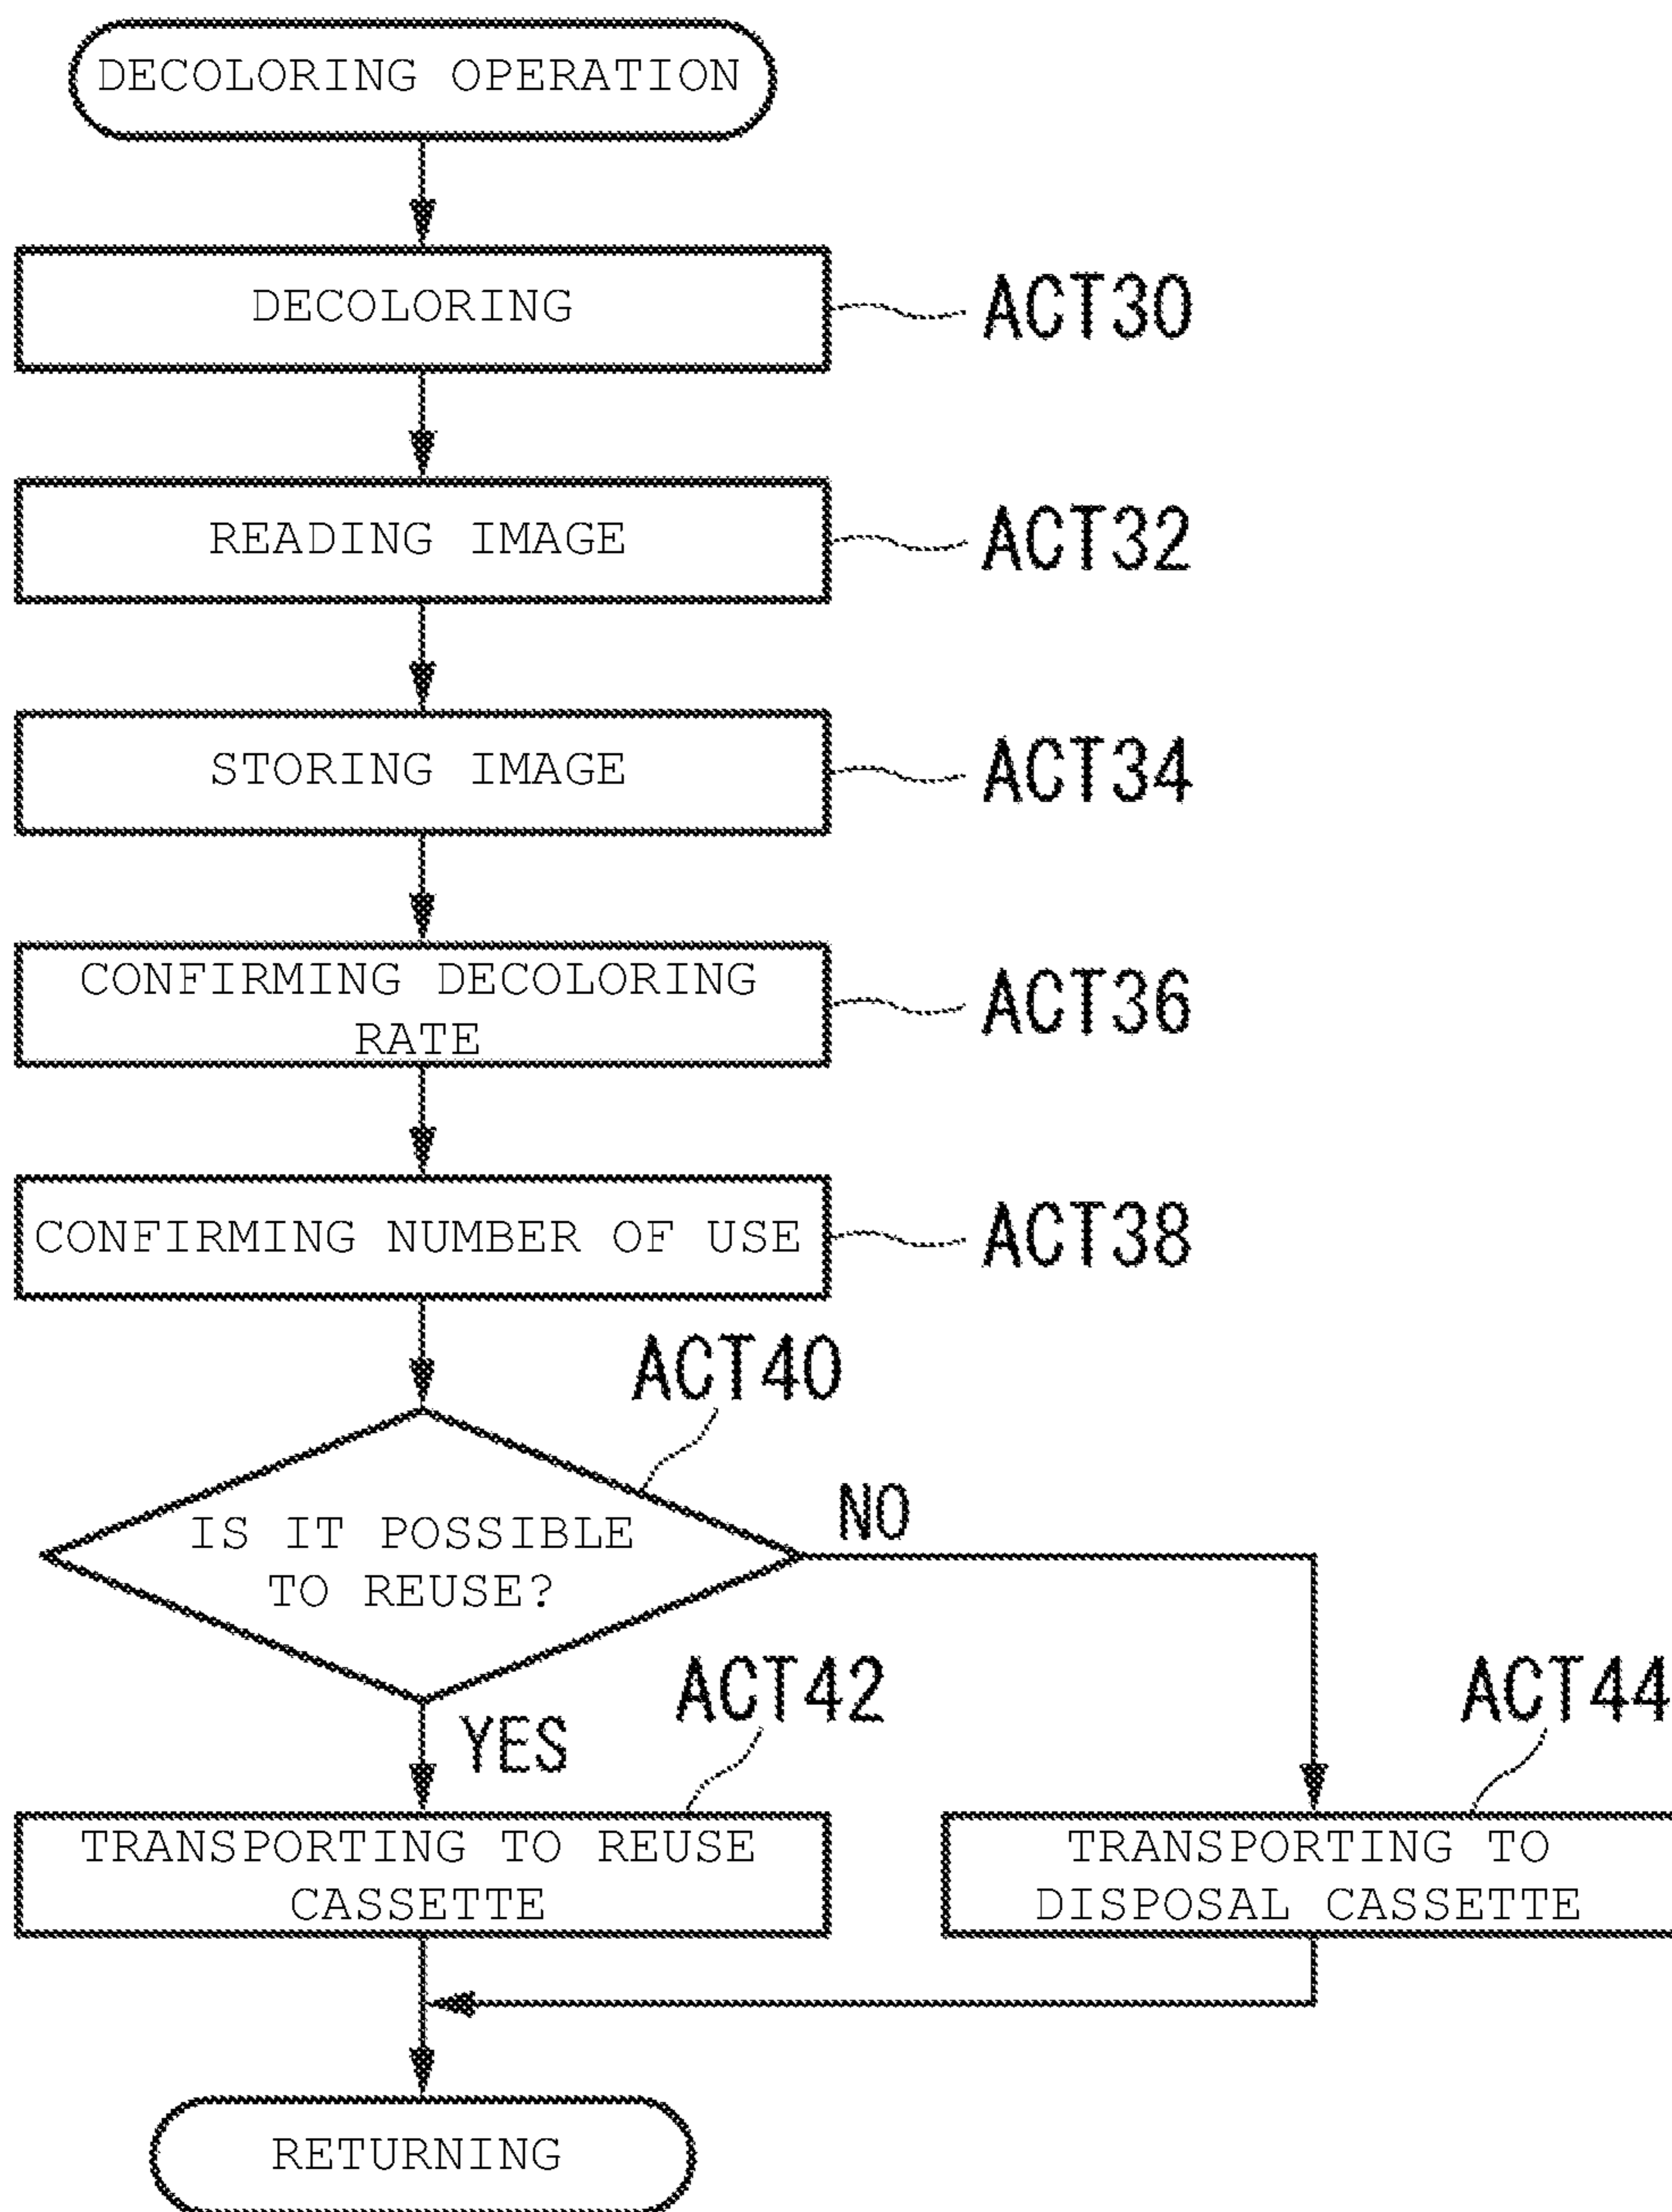 DECOLORING OPERATION
DECOLORING
ACT30
READING IMAGE
ACT32
STORING IMAGE
ACT34
CONFIRMING DECOLORING
RATE
ACT36
CONFIRMING NUMBER OF USE
ACT38
ACT40
IS IT POSSIBLE
TO REUSE?
NO
YES
ACT42
ACT44
TRANSPORTING TO REUSE
CASSETTE
TRANSPORTING TO
DISPOSAL CASSETTE
RETURNING